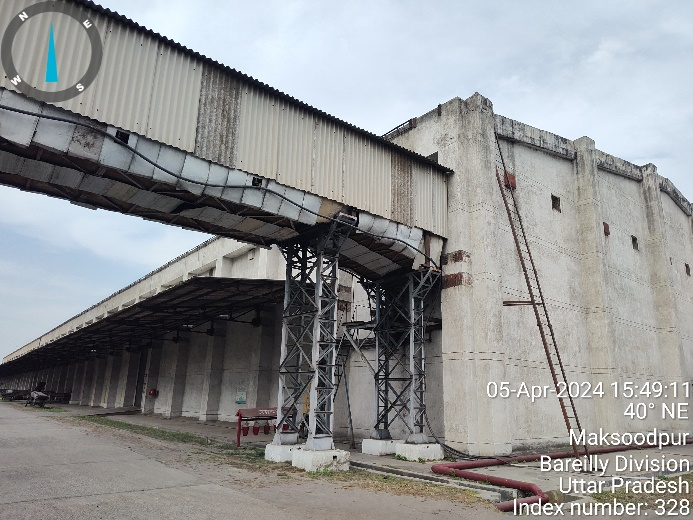 N
E
W
S
05-Apr-2024 15:49:11
40° NE
Maksoodpur
Bareilly Division
Uttar Pradesh
Index number: 328